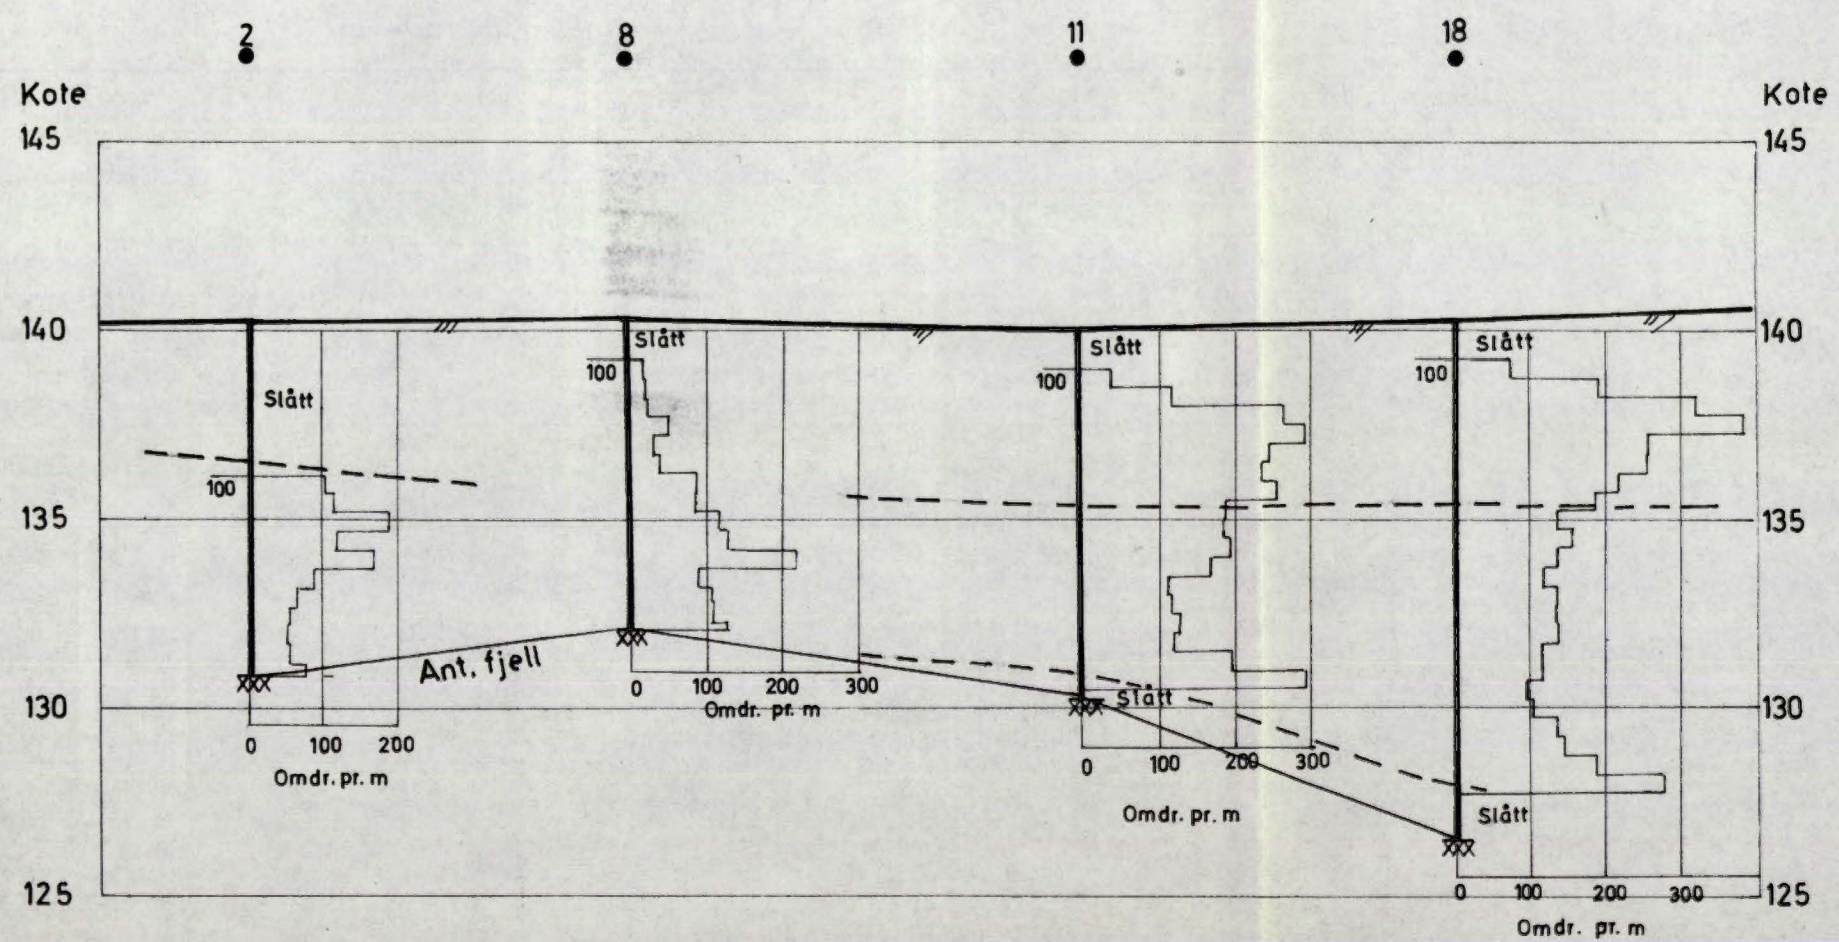 2 8 11 18
Kote Kote
145 145
140 140
Slått Slått Slått
100 100 100
Slått
Slått
100
135 135
Ant. fjell
0 100 200 300
Slått
130 Omdr. pr. m 130
0 100 200
0 100 200 300
Omdr. pr. m
Omdr. pr. m Slått
125 0 100 200 300 125
Omdr. pr. m